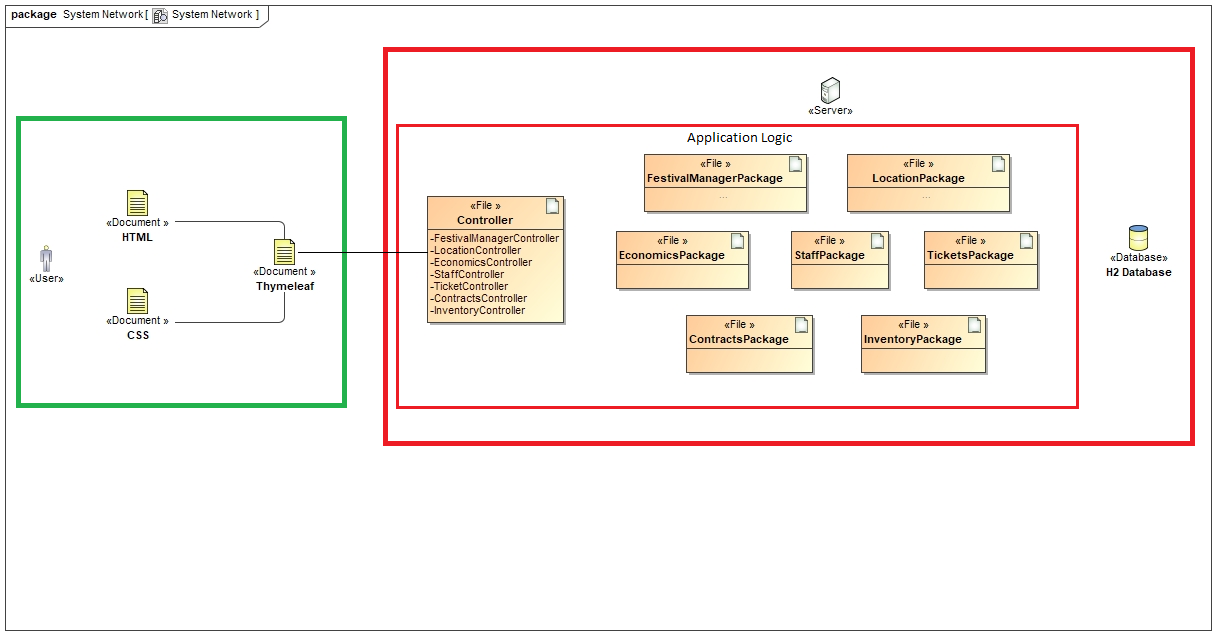 package System Network[ System Network ]
«Server»
Application Logic
«File »
FestivalManagerPackage
...
«File »
LocationPackage
...
«Document »
HTML
«File »
Controller
-FestivalManagerController
-LocationController
-EconomicsController
-StaffController
-TicketController
-ContractsController
-InventoryController
«File »
EconomicsPackage
«File »
StaffPackage
«File »
TicketsPackage
«Database»
H2 Database
«User»
«Document »
Thymeleaf
«Document »
CSS
«File »
ContractsPackage
«File »
InventoryPackage